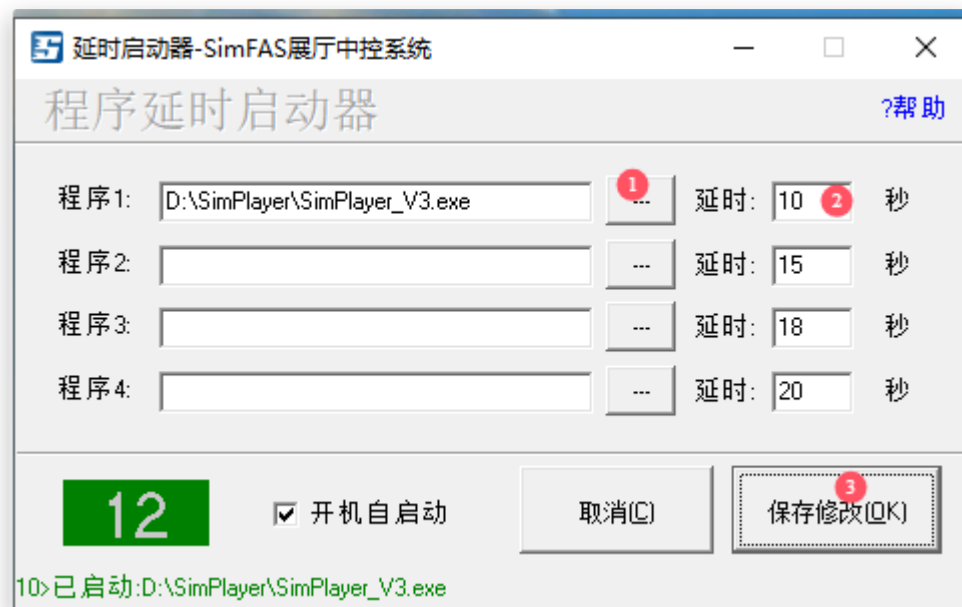 延时启动器-SimFAS展厅中控系统
程序延时启动器 ?帮助
程序1: D:\SimPlayer\SimPlayer_V3.exe 1 --- 延时: 10 2 秒
程序2: --- 延时: 15 秒
程序3: --- 延时: 18 秒
程序4: --- 延时: 20 秒
12 开机自启动 取消(C) 3 保存修改(OK)
10>已启动:D:\SimPlayer\SimPlayer_V3.exe